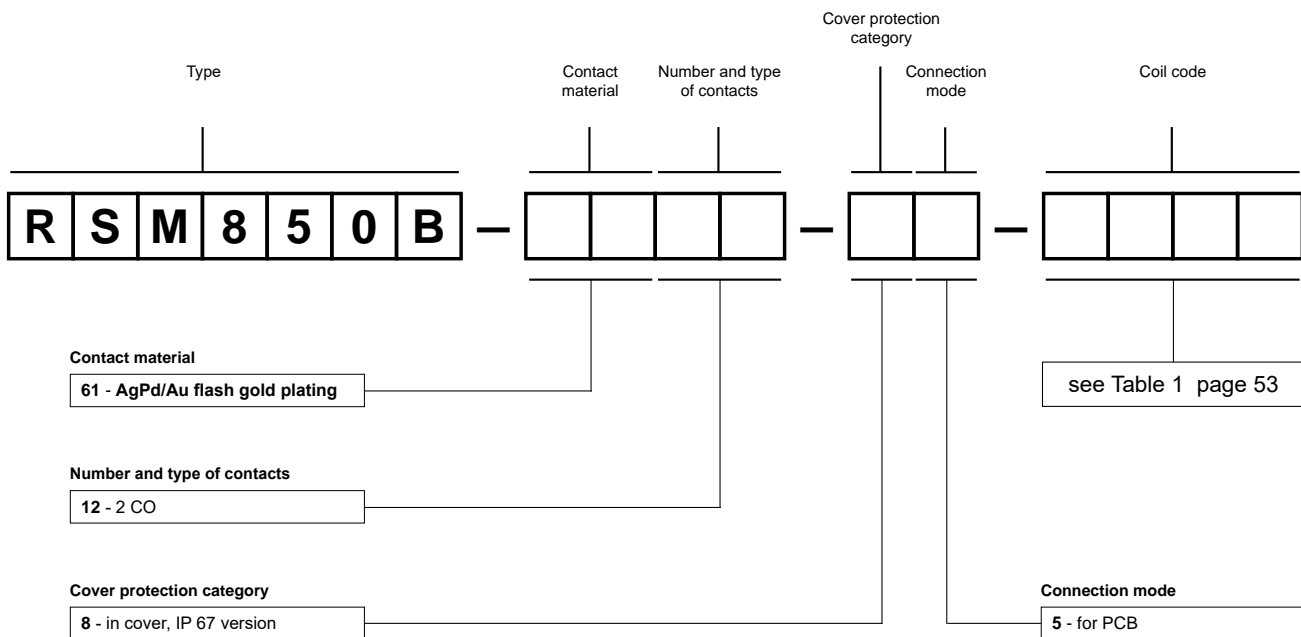 Cover protection
category
Type
Contact
material
Number and type
of contacts
Connection
mode
Coil code
R S M 8 5 0 B – – –
Contact material
61 - AgPd/Au flash gold plating
see Table 1 page 53
Number and type of contacts
12 - 2 CO
Cover protection category
8 - in cover, IP 67 version
Connection mode
5 - for PCB